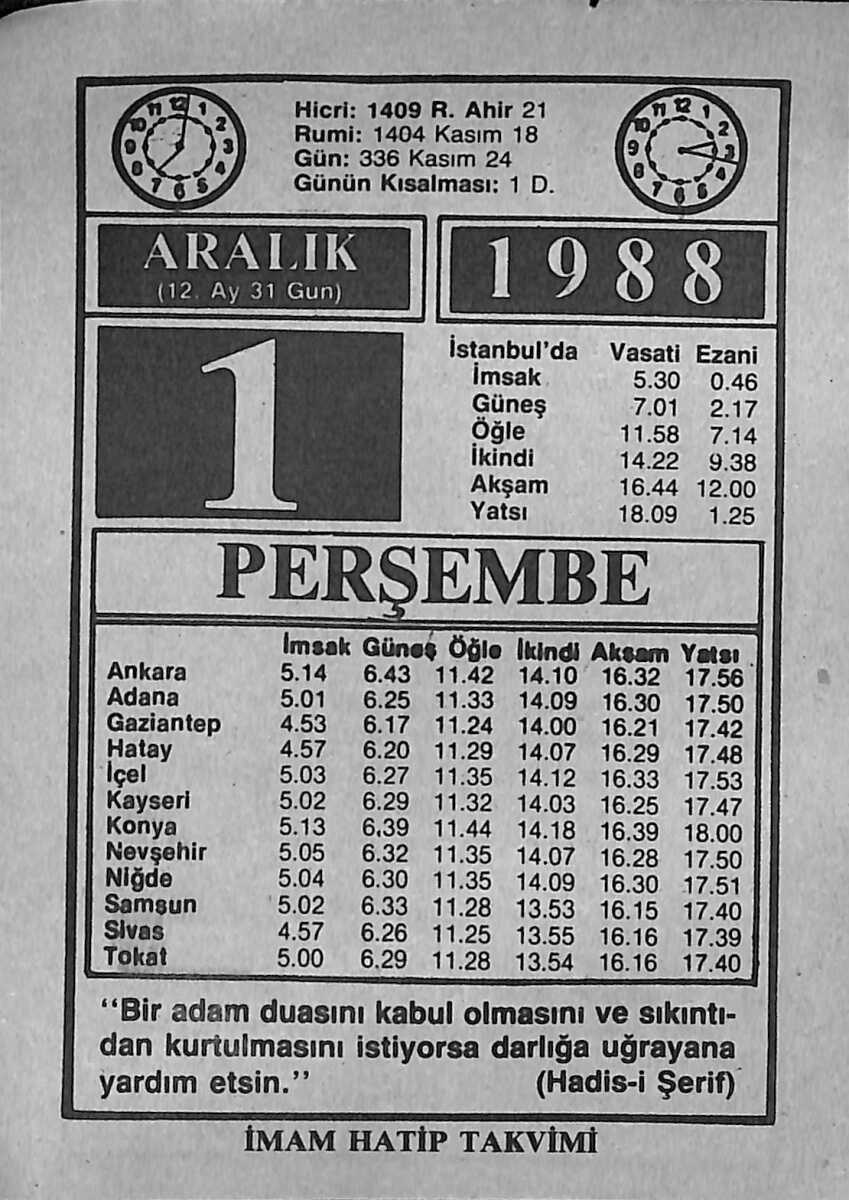 Hicri: 1409 R. Ahir 21
Rumi: 1404 Kasım 18
Gün: 336 Kasım 24
Günün Kısalması: 1 D.
ARALIK
(12. Ay 31 Gun)
1988
1
İstanbul'da Vasati Ezani
İmsak 5.30 0.46
Güneş 7.01 2.17
Öğle 11.58 7.14
İkindi 14.22 9.38
Akşam 16.44 12.00
Yatsı 18.09 1.25
PERŞEMBE
İmsak Güneş Öğle İkindi Akşam Yatsı
Ankara 5.14 6.43 11.42 14.10 16.32 17.56
Adana 5.01 6.25 11.33 14.09 16.30 17.50
Gaziantep 4.53 6.17 11.24 14.00 16.21 17.42
Hatay 4.57 6.20 11.29 14.07 16.29 17.48
İçel 5.03 6.27 11.35 14.12 16.33 17.53
Kayseri 5.02 6.29 11.32 14.03 16.25 17.47
Konya 5.13 6.39 11.44 14.18 16.39 18.00
Nevşehir 5.05 6.32 11.35 14.07 16.28 17.50
Niğde 5.04 6.30 11.35 14.09 16.30 17.51
Samsun 5.02 6.33 11.28 13.53 16.15 17.40
Sivas 4.57 6.26 11.25 13.55 16.16 17.39
Tokat 5.00 6.29 11.28 13.54 16.16 17.40
"Bir adam duasını kabul olmasını ve sıkıntı-
dan kurtulmasını istiyorsa darlığa uğrayana
yardım etsin." (Hadis-i Şerif)
İMAM HATİP TAKVİMİ